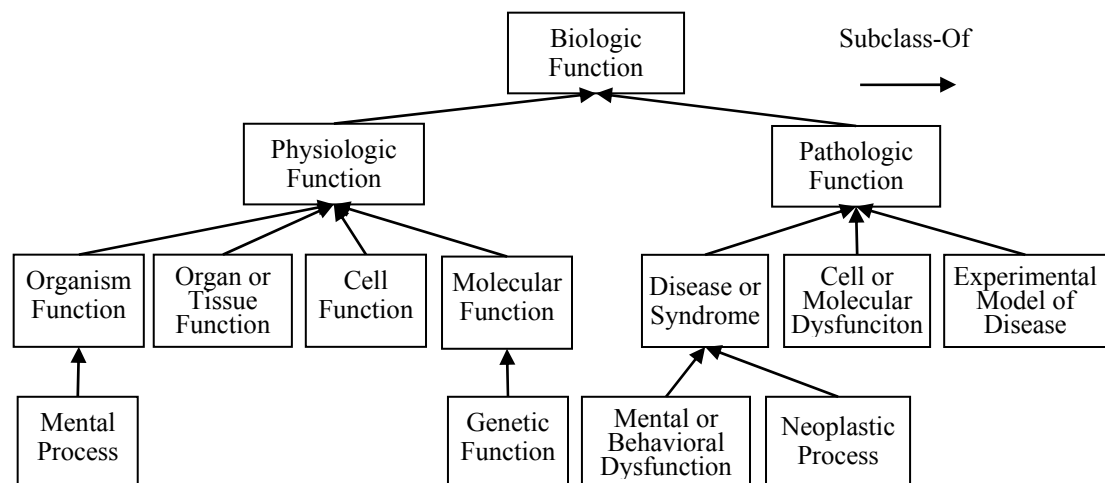 Biologic
Function
Subclass-Of
Physiologic
Function
Pathologic
Function
Organism
Function
Organ or
Tissue
Function
Cell
Function
Molecular
Function
Disease or
Syndrome
Cell or
Molecular
Dysfunciton
Experimental
Model of
Disease
Mental
Process
Genetic
Function
Mental or
Behavioral
Dysfunction
Neoplastic
Process